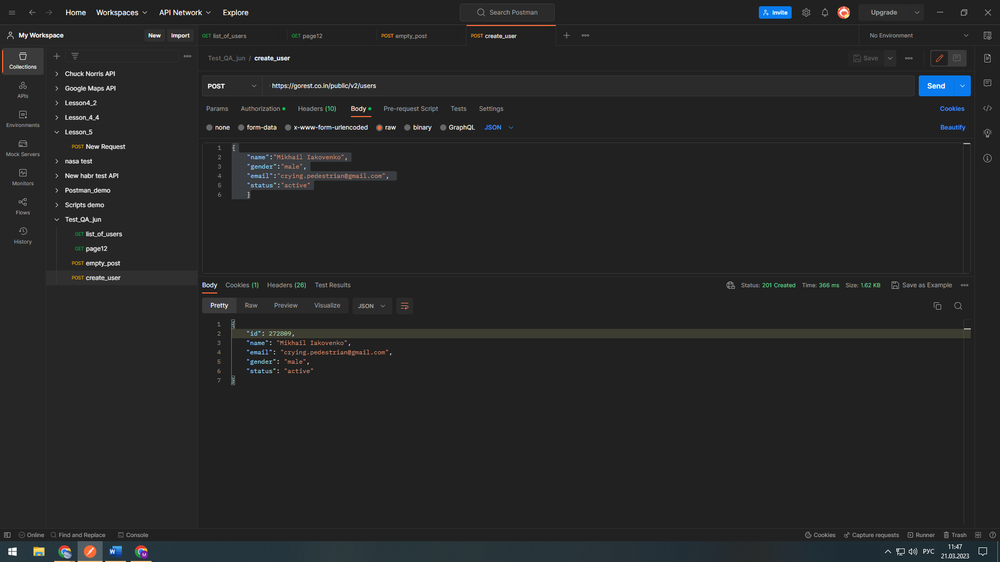 Home Workspaces API Network Explore Search Postman Invite Upgrade
My Workspace New Import GET list_of_users GET page12 POST empty_post POST create_user No Environment
Collections
APIs
Environments
Mock Servers
Monitors
Flows
History
Chuck Norris API
Google Maps API
Lesson4_2
Lesson_4_4
Lesson_5
POST New Request
nasa test
New habr test API
Postman_demo
Scripts demo
Test_QA_jun
GET list_of_users
GET page12
POST empty_post
POST create_user
Test_QA_jun / create_user Save
POST https://gorest.co.in/public/v2/users Send
Params Authorization Headers (10) Body Pre-request Script Tests Settings Cookies
none form-data x-www-form-urlencoded raw binary GraphQL JSON Beautify
1 {
2 "name":"Mikhail Iakovenko",
3 "gender":"male",
4 "email":"crying.pedestrian@gmail.com",
5 "status":"active"
6 }
Body Cookies (1) Headers (26) Test Results Status: 201 Created Time: 366 ms Size: 1.62 KB Save as Example
Pretty Raw Preview Visualize JSON
1 {
2 "id": 272809,
3 "name": "Mikhail Iakovenko",
4 "email": "crying.pedestrian@gmail.com",
5 "gender": "male",
6 "status": "active"
7 }
Online Find and Replace Console Cookies Capture requests Runner Trash
РУС 11:47
21.03.2023